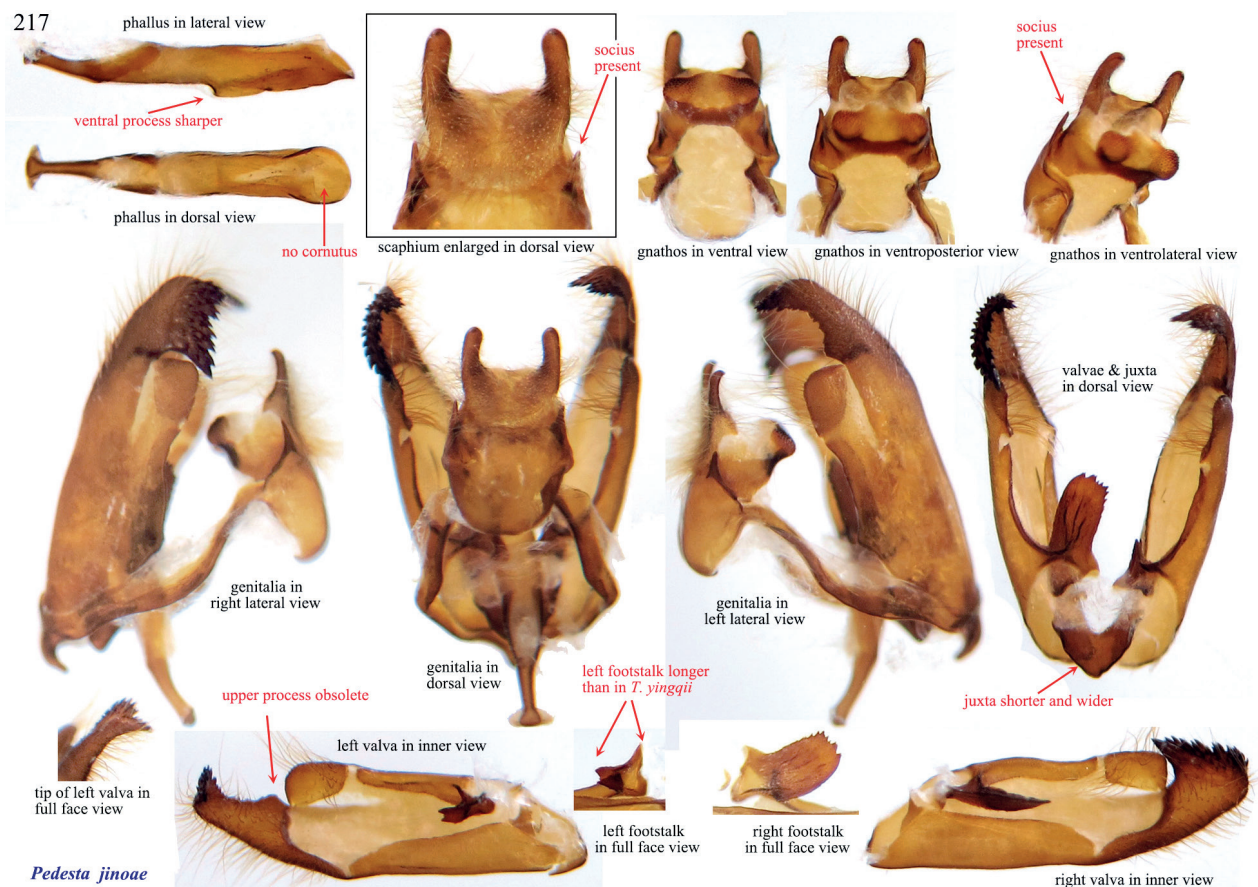 217
phallus in lateral view
ventral process sharper
phallus in dorsal view
no cornutus
socius
present
scaphium enlarged in dorsal view
gnathos in ventral view
gnathos in ventroposterior view
socius
present
gnathos in ventrolateral view
genitalia in
right lateral view
genitalia in
dorsal view
genitalia in
left lateral view
valvae & juxta
in dorsal view
juxta shorter and wider
tip of left valva in
full face view
upper process obsolete
left valva in inner view
left footstalk longer
than in T. yingqii
left footstalk
in full face view
right footstalk
in full face view
right valva in inner view
Pedesta jinoae